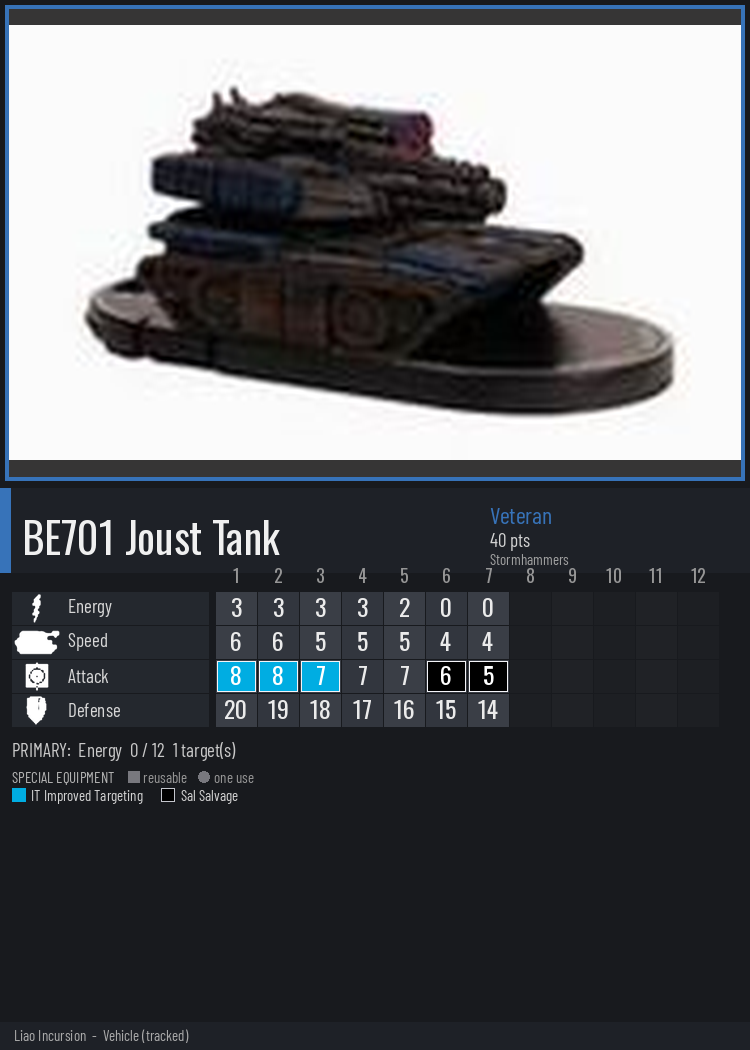 BE701 Joust Tank
Veteran
40 pts
Stormhammers
1 2 3 4 5 6 7 8 9 10 11 12
Energy 3 3 3 3 2 0 0
Speed 6 6 5 5 5 4 4
Attack 8 8 7 7 7 6 5
Defense 20 19 18 17 16 15 14
PRIMARY: Energy 0 / 12 1 target(s)
SPECIAL EQUIPMENT reusable one use
IT Improved Targeting Sal Salvage
Liao Incursion - Vehicle (tracked)